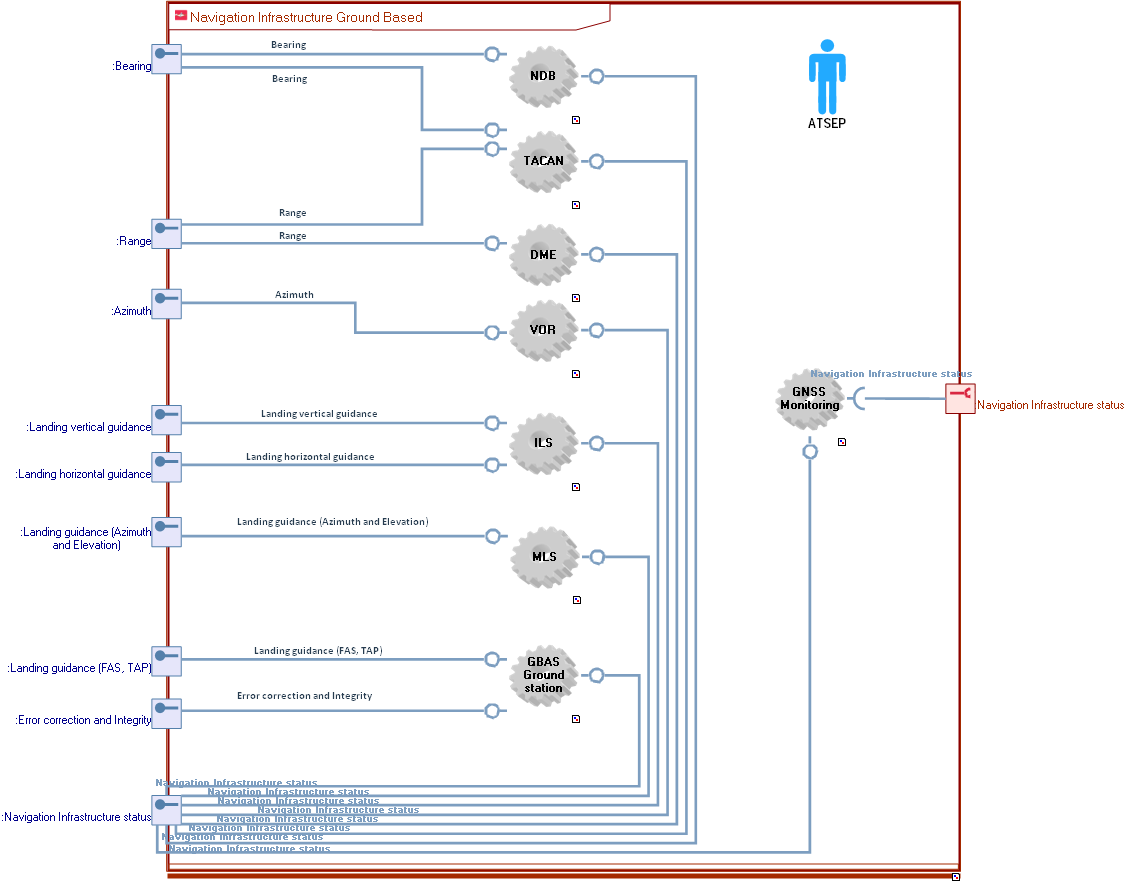 Navigation Infrastructure Ground Based
Bearing
:Bearing
Bearing
NDB
ATSEP
TACAN
Range
:Range
Range
DME
Azimuth
:Azimuth
VOR
Navigation Infrastructure status
GNSS
Monitoring
Navigation Infrastructure status
Landing vertical guidance
:Landing vertical guidance
ILS
Landing horizontal guidance
:Landing horizontal guidance
Landing guidance (Azimuth and Elevation)
:Landing guidance (Azimuth
and Elevation)
MLS
Landing guidance (FAS, TAP)
:Landing guidance (FAS, TAP)
GBAS
Ground
station
Error correction and Integrity
:Error correction and Integrity
Navigation Infrastructure status
Navigation Infrastructure status
Navigation Infrastructure status
Navigation Infrastructure status
:Navigation Infrastructure status
Navigation Infrastructure status
Navigation Infrastructure status
Navigation Infrastructure status
Navigation Infrastructure status